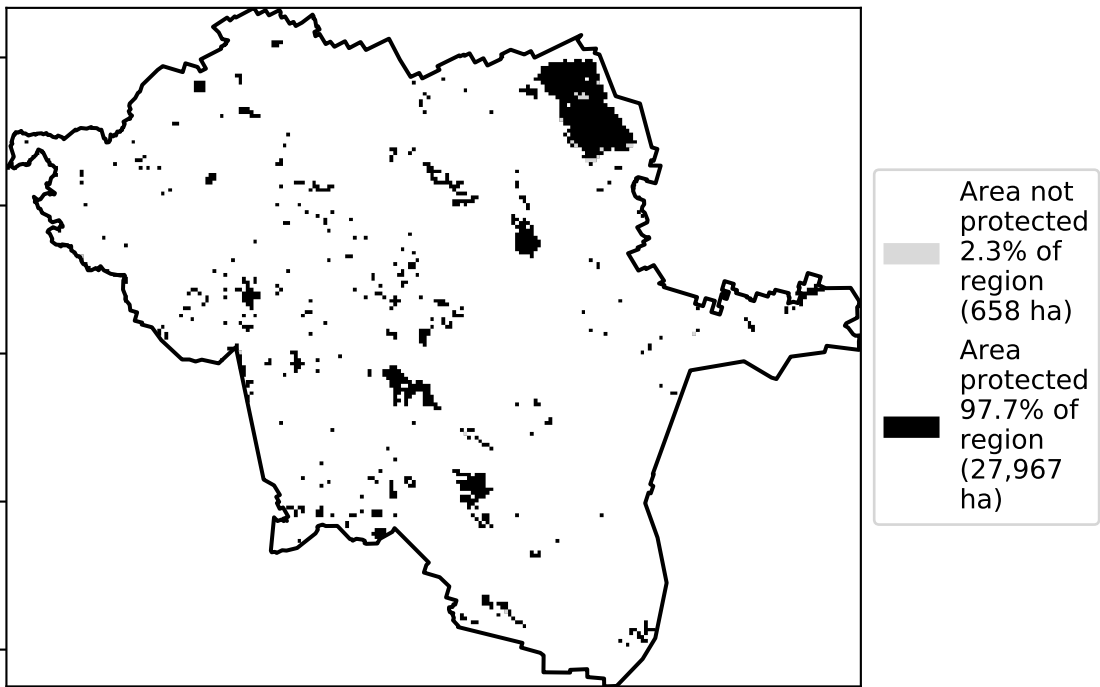 Area not
protected
2.3% of
region
(658 ha)
Area
protected
97.7% of
region
(27,967
ha)